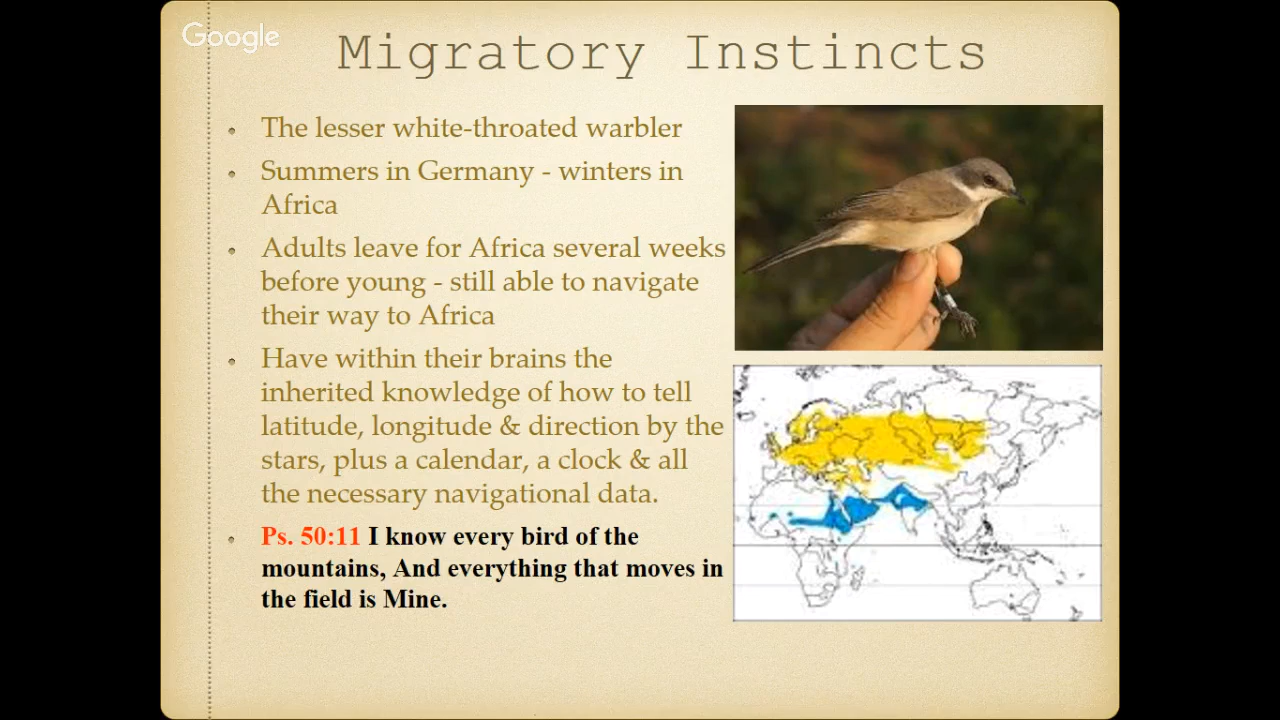 Google
Migratory Instincts
The lesser white-throated warbler
Summers in Germany - winters in
Africa
Adults leave for Africa several weeks
before young - still able to navigate
their way to Africa
Have within their brains the
inherited knowledge of how to tell
latitude, longitude & direction by the
stars, plus a calendar, a clock & all
the necessary navigational data.
Ps. 50:11 I know every bird of the
mountains, And everything that moves in
the field is Mine.